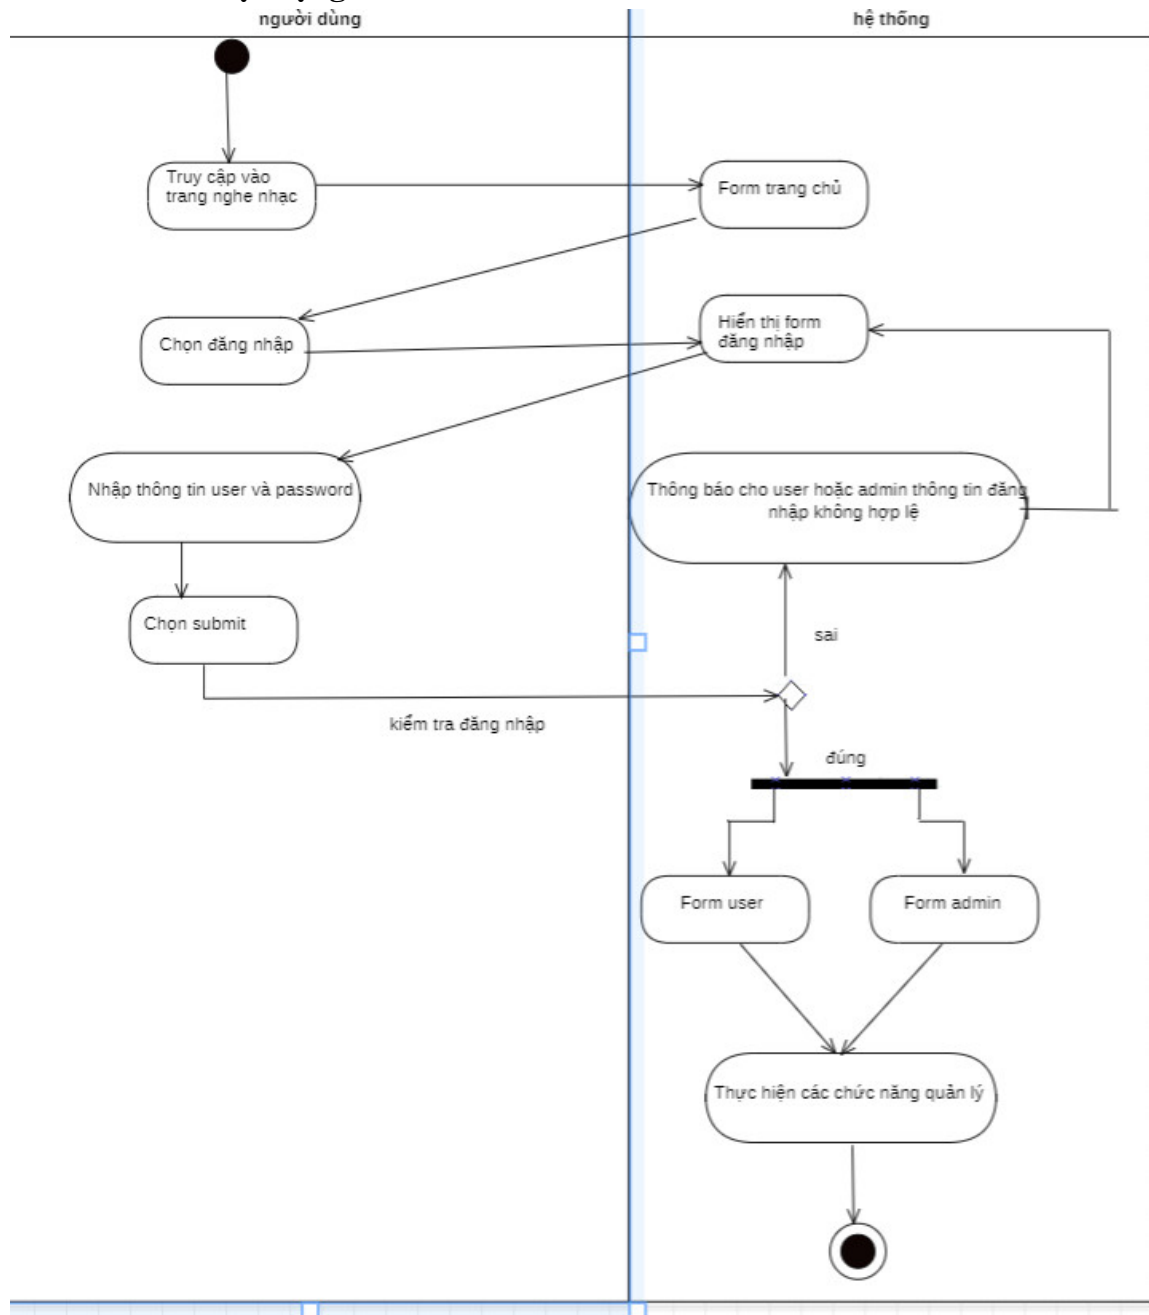 người dùng
hệ thống
Truy cập vào
trang nghe nhạc
Form trang chủ
Chọn đăng nhập
Hiển thị form
đăng nhập
Nhập thông tin user và password
Thông báo cho user hoặc admin thông tin đăng
nhập không hợp lệ
Chọn submit
sai
kiểm tra đăng nhập
đúng
Form user
Form admin
Thực hiện các chức năng quản lý